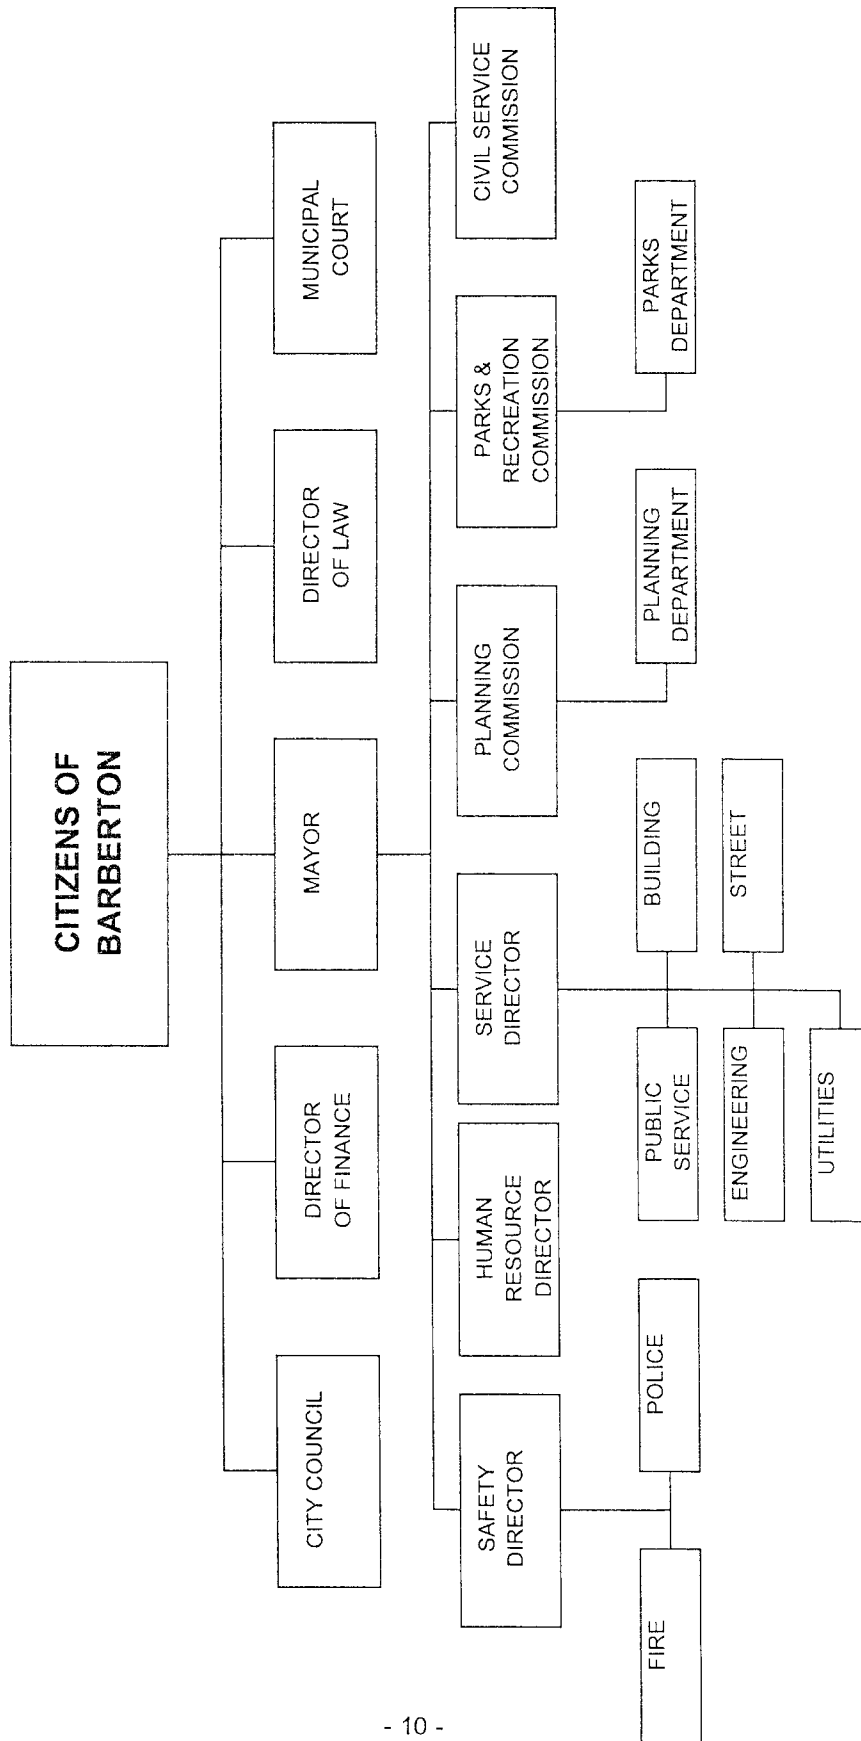 CITIZENS OF
BARBERTON
CITY COUNCIL
DIRECTOR
OF FINANCE
MAYOR
DIRECTOR
OF LAW
MUNICIPAL
COURT
SAFETY
DIRECTOR
HUMAN
RESOURCE
DIRECTOR
SERVICE
DIRECTOR
PLANNING
COMMISSION
PARKS &
RECREATION
COMMISSION
CIVIL SERVICE
COMMISSION
FIRE
POLICE
PUBLIC
SERVICE
BUILDING
ENGINEERING
STREET
UTILITIES
PLANNING
DEPARTMENT
PARKS
DEPARTMENT
- 10 -